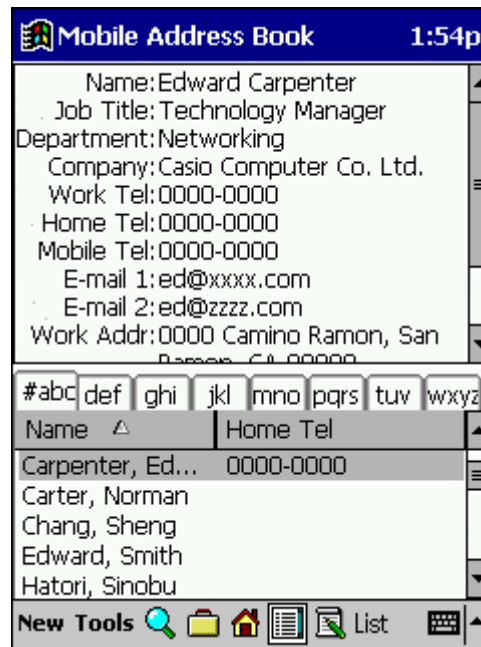 Mobile Address Book 1:54p
Name: Edward Carpenter
Job Title: Technology Manager
Department: Networking
Company: Casio Computer Co. Ltd.
Work Tel: 0000-0000
Home Tel: 0000-0000
Mobile Tel: 0000-0000
E-mail 1: ed@xxxx.com
E-mail 2: ed@zzzz.com
Work Addr: 0000 Camino Ramon, San
Ramon, CA 00000
#abc def ghi jkl mno pqrs tuv wxyz
Name Home Tel
Carpenter, Ed... 0000-0000
Carter, Norman
Chang, Sheng
Edward, Smith
Hatori, Sinobu
New Tools List